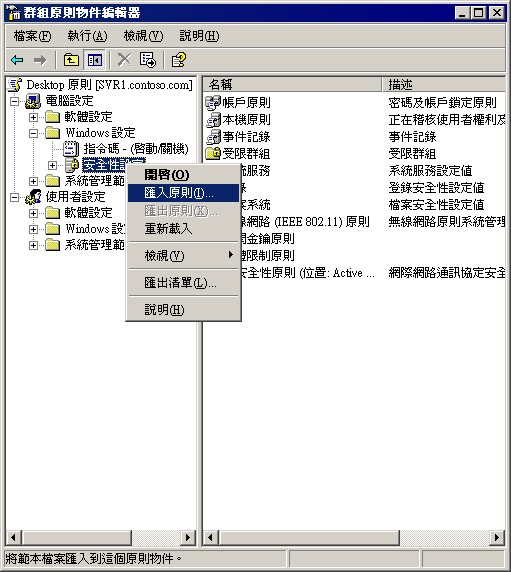 群組原則物件編輯器
檔案(F) 執行(A) 檢視(V) 說明(H)
Desktop 原則 [SVR1.contoso.com]
電腦設定
軟體設定
Windows 設定
指令碼 - (啓動/關機)
安全性設
系統管理範
使用者設定
軟體設定
Windows 設
系統管理範
開啓(O)
匯入原則(I)...
匯出原則(X)...
重新載入
檢視(V)
匯出清單(L)...
說明(H)
名稱 描述
帳戶原則 密碼及帳戶鎖定原則
本機原則 正在稽核使用者權利及
事件記錄 事件記錄
受限群組 受限群組
統服務 系統服務設定值
登錄安全性設定值
案系統 檔案安全性設定值
線網路 (IEEE 802.11) 原則 無線網路原則系統管理
金鑰原則
限制原則
安全性原則 (位置: Active ... 網際網路通訊協定安全
將範本檔案匯入到這個原則物件。